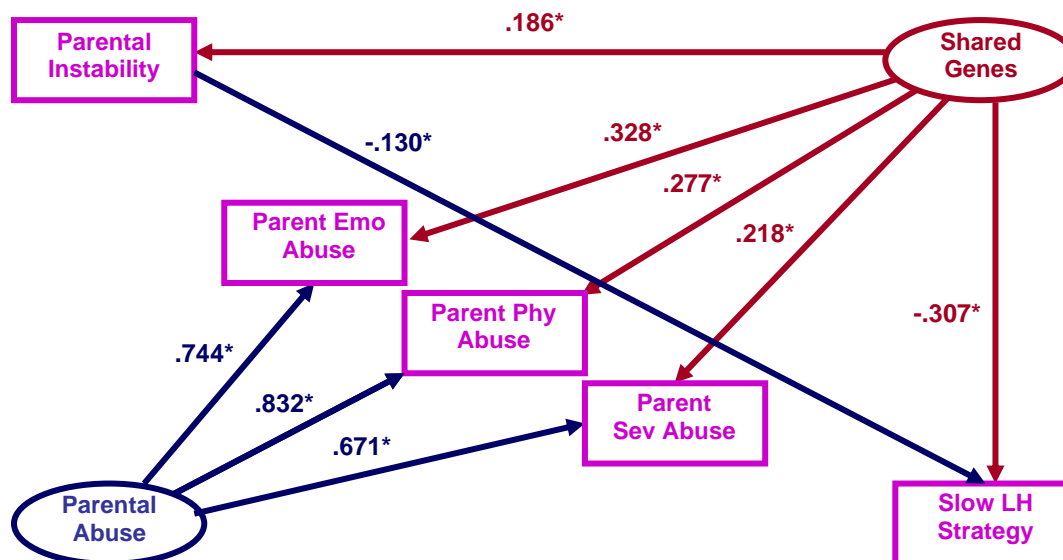 .186*
Parental
Instability
Shared
Genes
-.130*
.328*
.277*
Parent Emo
Abuse
.218*
Parent Phy
Abuse
-.307*
.744*
.832*
Parent
Sev Abuse
.671*
Parental
Abuse
Slow LH
Strategy